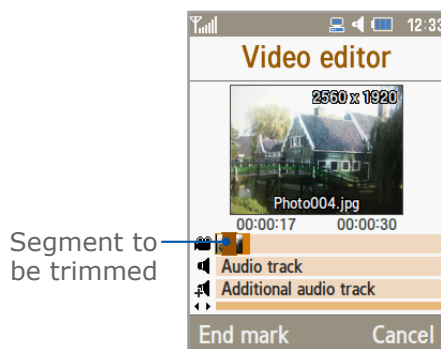 12:33
Video editor
2560 x 1920
Photo004.jpg
00:00:17 00:00:30
Segment to
be trimmed
Audio track
Additional audio track
End mark Cancel